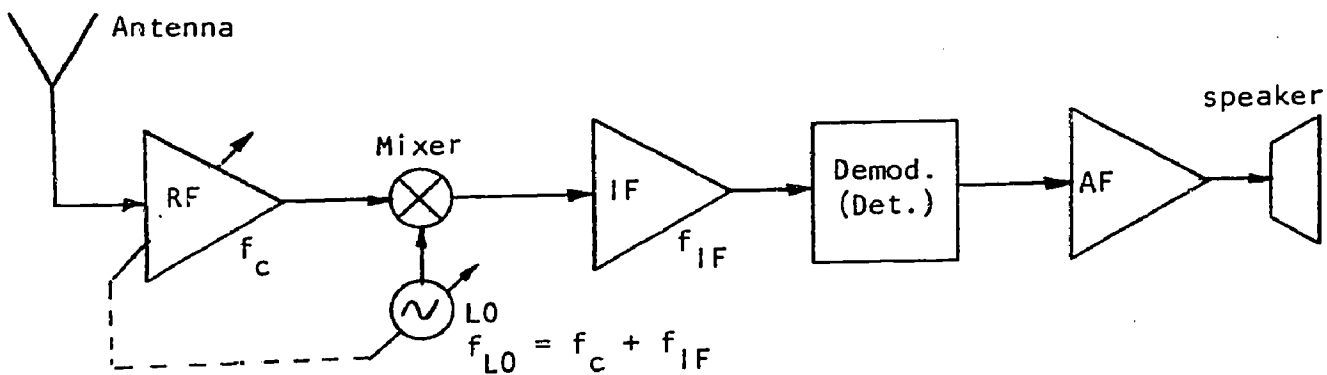 Antenna
speaker
Mixer
RF
IF
Demod.
(Det.)
AF
f_c
f_IF
LO
f_LO = f_c + f_IF